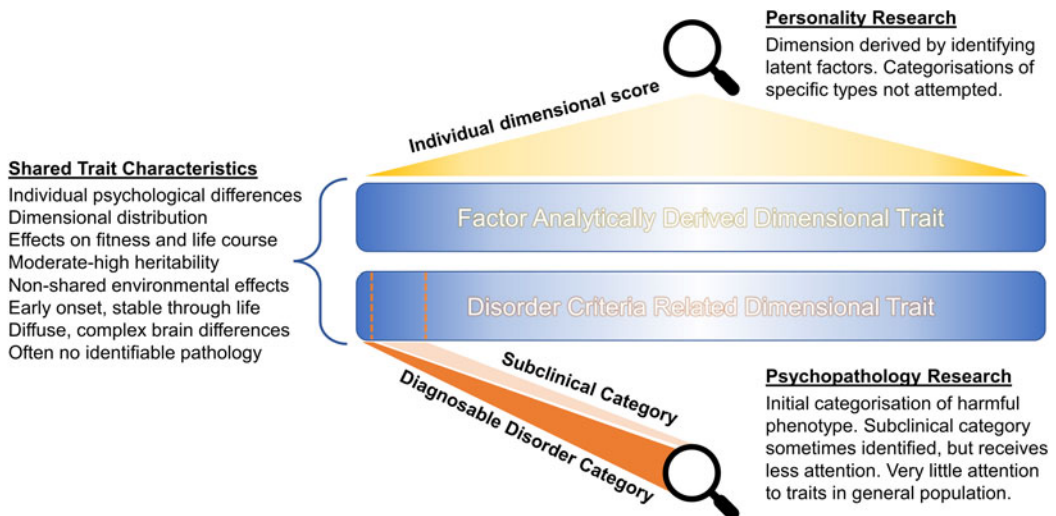 Personality Research
Dimension derived by identifying
latent factors. Categorisations of
specific types not attempted.
Individual dimensional score
Shared Trait Characteristics
Individual psychological differences
Dimensional distribution
Effects on fitness and life course
Moderate-high heritability
Non-shared environmental effects
Early onset, stable through life
Diffuse, complex brain differences
Often no identifiable pathology
Factor Analytically Derived Dimensional Trait
Disorder Criteria Related Dimensional Trait
Subclinical Category
Diagnosable Disorder Category
Psychopathology Research
Initial categorisation of harmful
phenotype. Subclinical category
sometimes identified, but receives
less attention. Very little attention
to traits in general population.